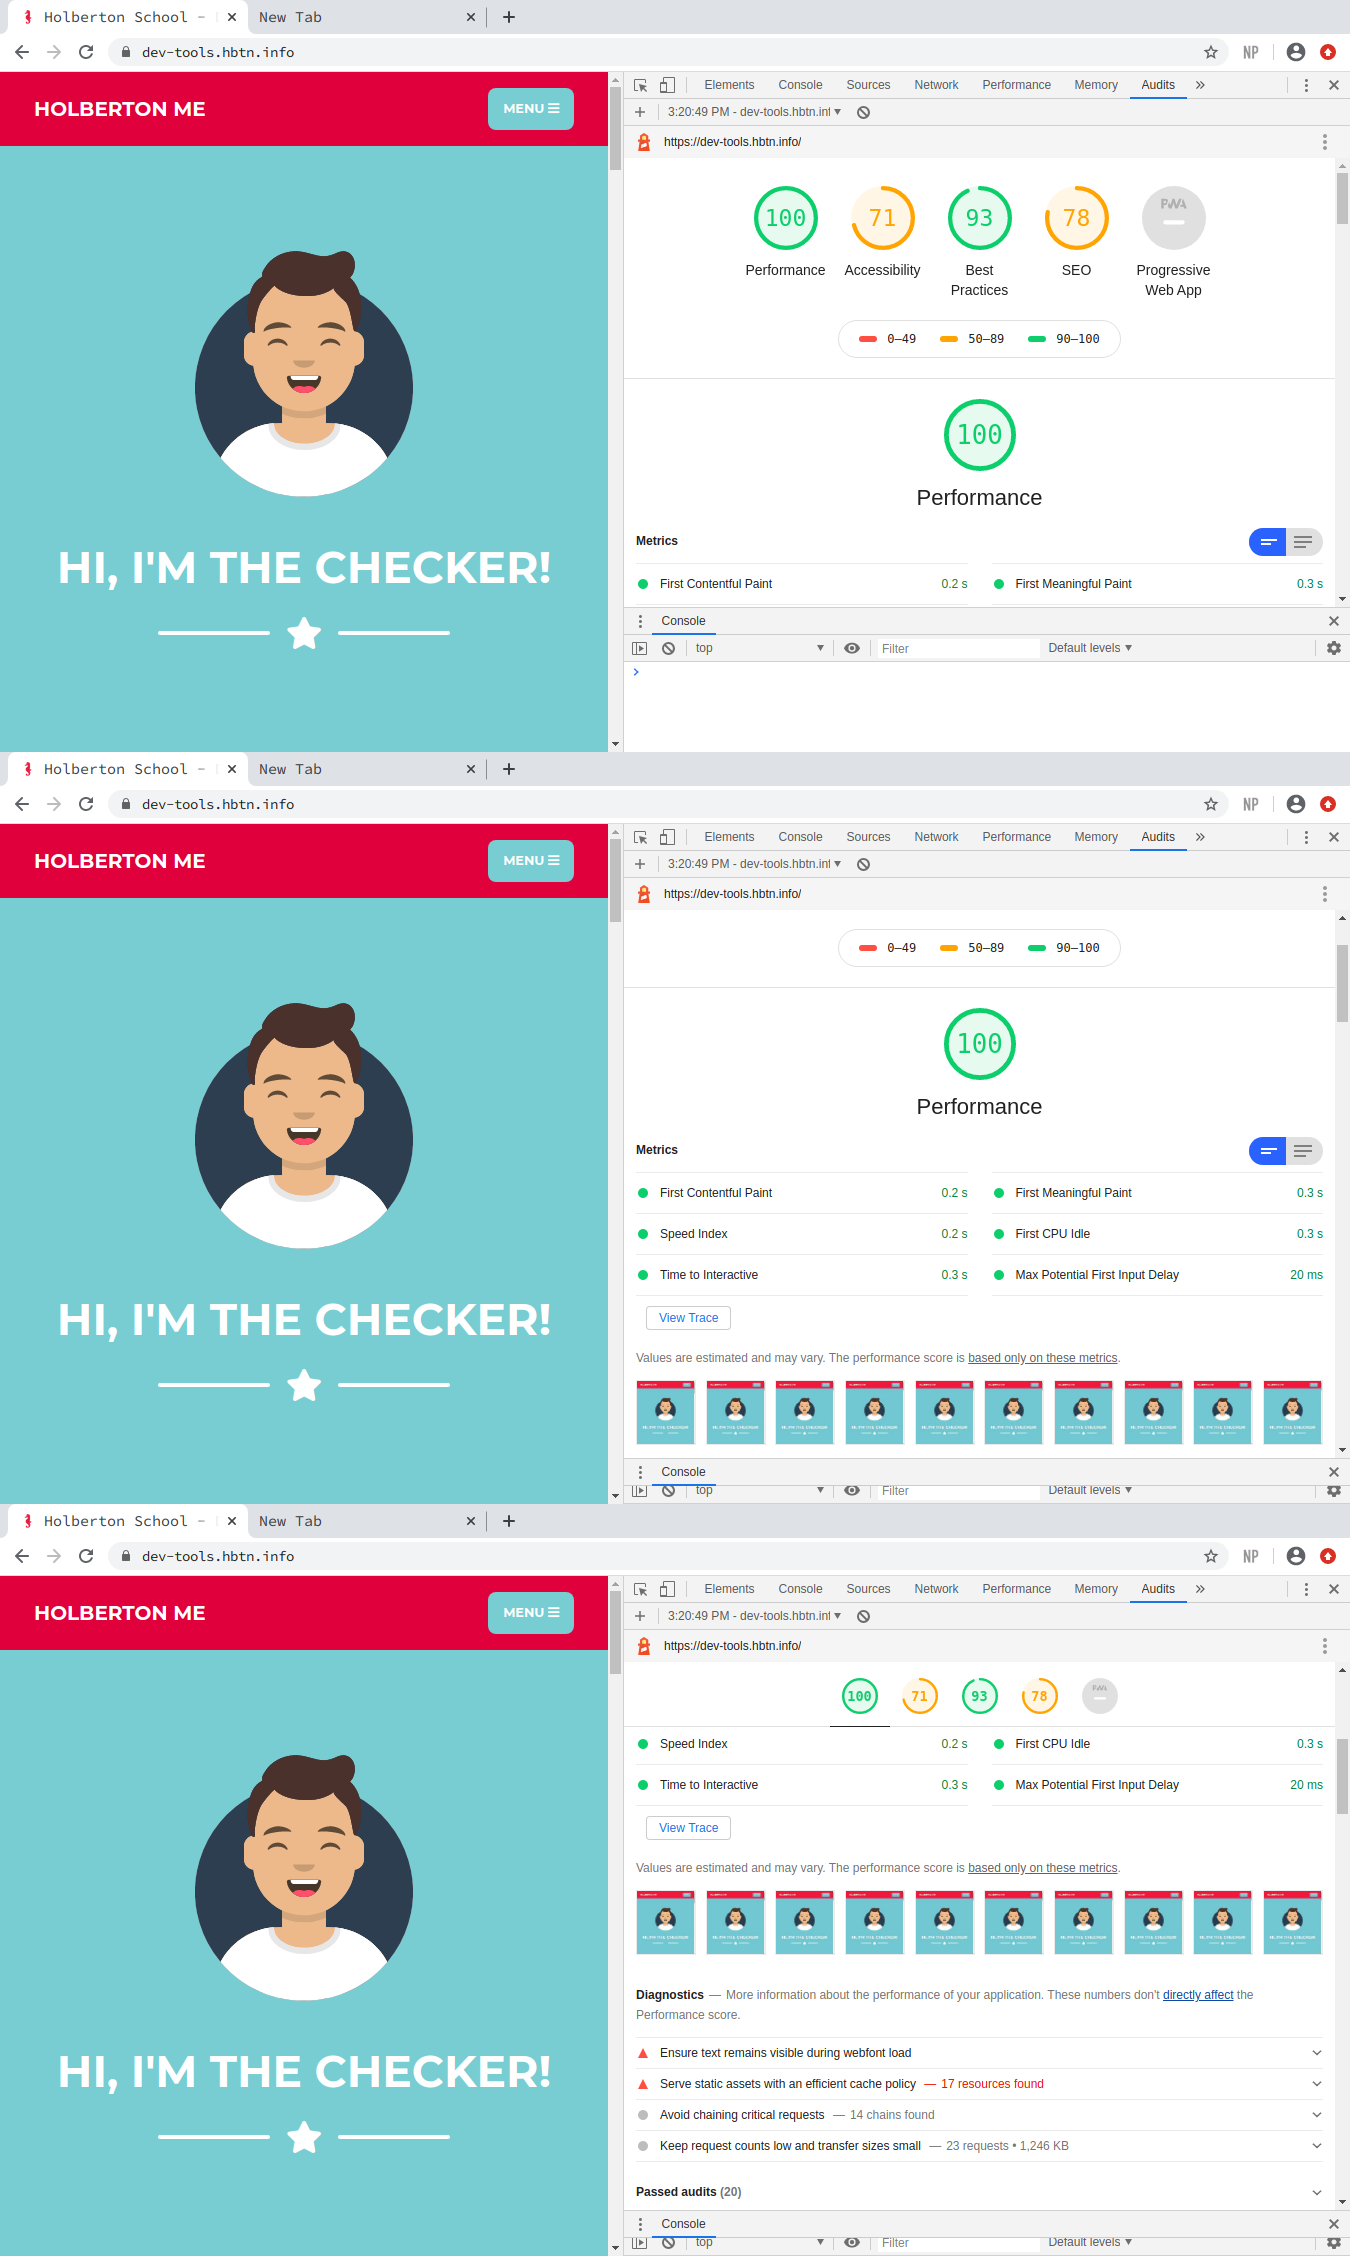 Holberton School –
New Tab
dev-tools.hbtn.info
NP
HOLBERTON ME
MENU
HI, I'M THE CHECKER!
Elements Console Sources Network Performance Memory Audits
3:20:49 PM - dev-tools.hbtn.inf
https://dev-tools.hbtn.info/
100 71 93 78 PWA
Performance Accessibility Best Practices SEO Progressive Web App
0–49 50–89 90–100
100
Performance
Metrics
First Contentful Paint 0.2 s First Meaningful Paint 0.3 s
Console
top Filter Default levels
Holberton School –
New Tab
dev-tools.hbtn.info
NP
HOLBERTON ME
MENU
HI, I'M THE CHECKER!
Elements Console Sources Network Performance Memory Audits
3:20:49 PM - dev-tools.hbtn.inf
https://dev-tools.hbtn.info/
0–49 50–89 90–100
100
Performance
Metrics
First Contentful Paint 0.2 s First Meaningful Paint 0.3 s
Speed Index 0.2 s First CPU Idle 0.3 s
Time to Interactive 0.3 s Max Potential First Input Delay 20 ms
View Trace
Values are estimated and may vary. The performance score is based only on these metrics.
Console
top Filter Default levels
Holberton School –
New Tab
dev-tools.hbtn.info
NP
HOLBERTON ME
MENU
HI, I'M THE CHECKER!
Elements Console Sources Network Performance Memory Audits
3:20:49 PM - dev-tools.hbtn.inf
https://dev-tools.hbtn.info/
100 71 93 78 PWA
Speed Index 0.2 s First CPU Idle 0.3 s
Time to Interactive 0.3 s Max Potential First Input Delay 20 ms
View Trace
Values are estimated and may vary. The performance score is based only on these metrics.
Diagnostics — More information about the performance of your application. These numbers don't directly affect the
Performance score.
Ensure text remains visible during webfont load
Serve static assets with an efficient cache policy — 17 resources found
Avoid chaining critical requests — 14 chains found
Keep request counts low and transfer sizes small — 23 requests • 1,246 KB
Passed audits (20)
Console
top Filter Default levels